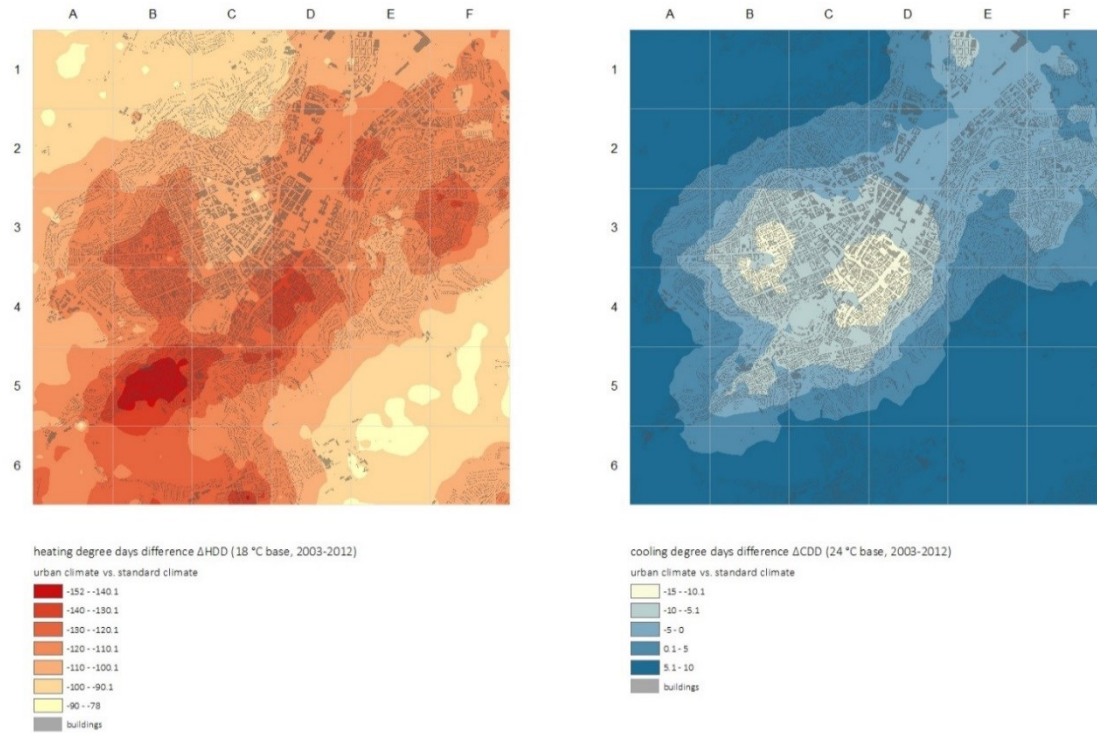 A B C D E F
1
2
3
4
5
6
heating degree days difference ΔHDD (18 °C base, 2003-2012)
urban climate vs. standard climate
-152 - -140.1
-140 - -130.1
-130 - -120.1
-120 - -110.1
-110 - -100.1
-100 - -90.1
-90 - -78
buildings
A B C D E F
1
2
3
4
5
6
cooling degree days difference ΔCDD (24 °C base, 2003-2012)
urban climate vs. standard climate
-15 - -10.1
-10 - -5.1
-5 - 0
0.1 - 5
5.1 - 10
buildings